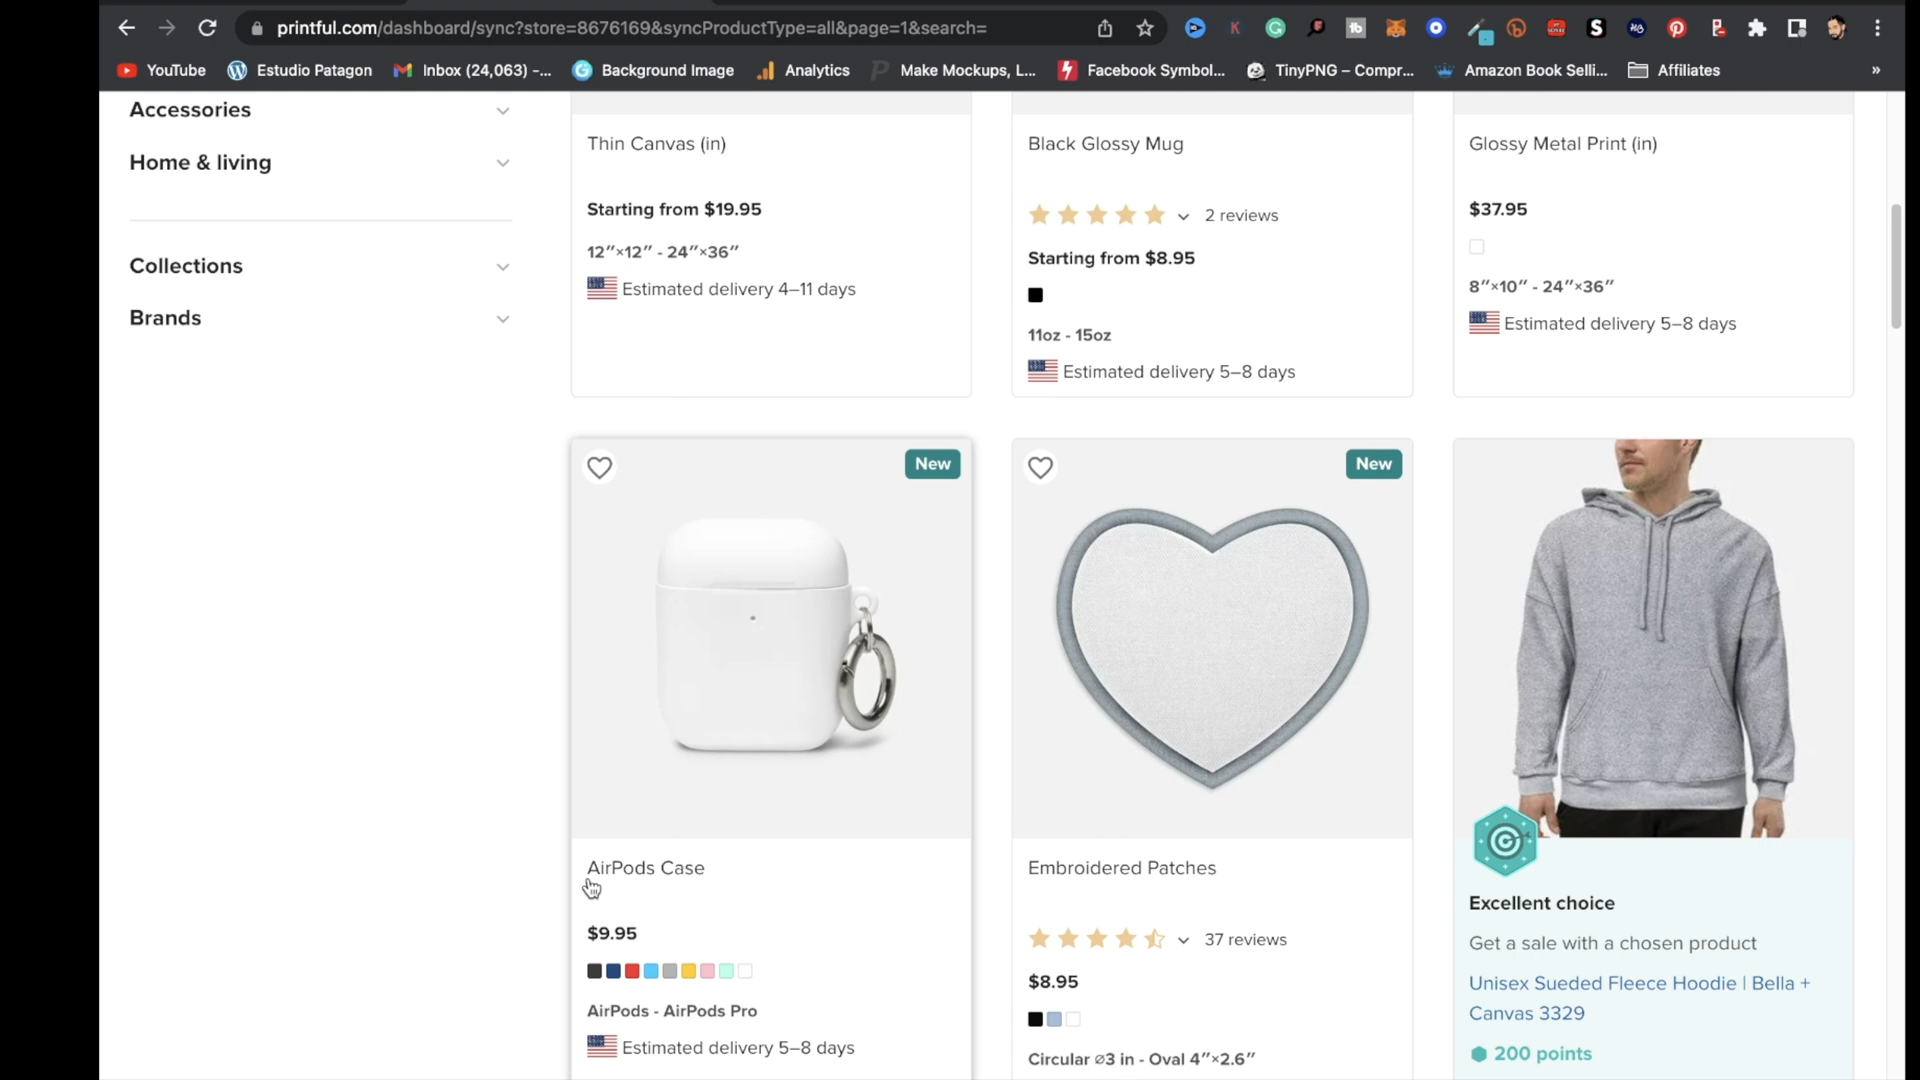 printful.com/dashboard/sync?store=8676169&syncProductType=all&page=1&search=
YouTube
Estudio Patagon
Inbox (24,063) -...
Background Image
Analytics
Make Mockups, L...
Facebook Symbol...
TinyPNG – Compr...
Amazon Book Selli...
Affiliates
»
Accessories
Home & living
Collections
Brands
Thin Canvas (in)
Starting from $19.95
12″×12″ - 24″×36″
Estimated delivery 4–11 days
Black Glossy Mug
2 reviews
Starting from $8.95
11oz - 15oz
Estimated delivery 5–8 days
Glossy Metal Print (in)
$37.95
8″×10″ - 24″×36″
Estimated delivery 5–8 days
New
AirPods Case
$9.95
AirPods - AirPods Pro
Estimated delivery 5–8 days
New
Embroidered Patches
37 reviews
$8.95
Circular ⌀3 in - Oval 4″×2.6″
Excellent choice
Get a sale with a chosen product
Unisex Sueded Fleece Hoodie | Bella +
Canvas 3329
200 points